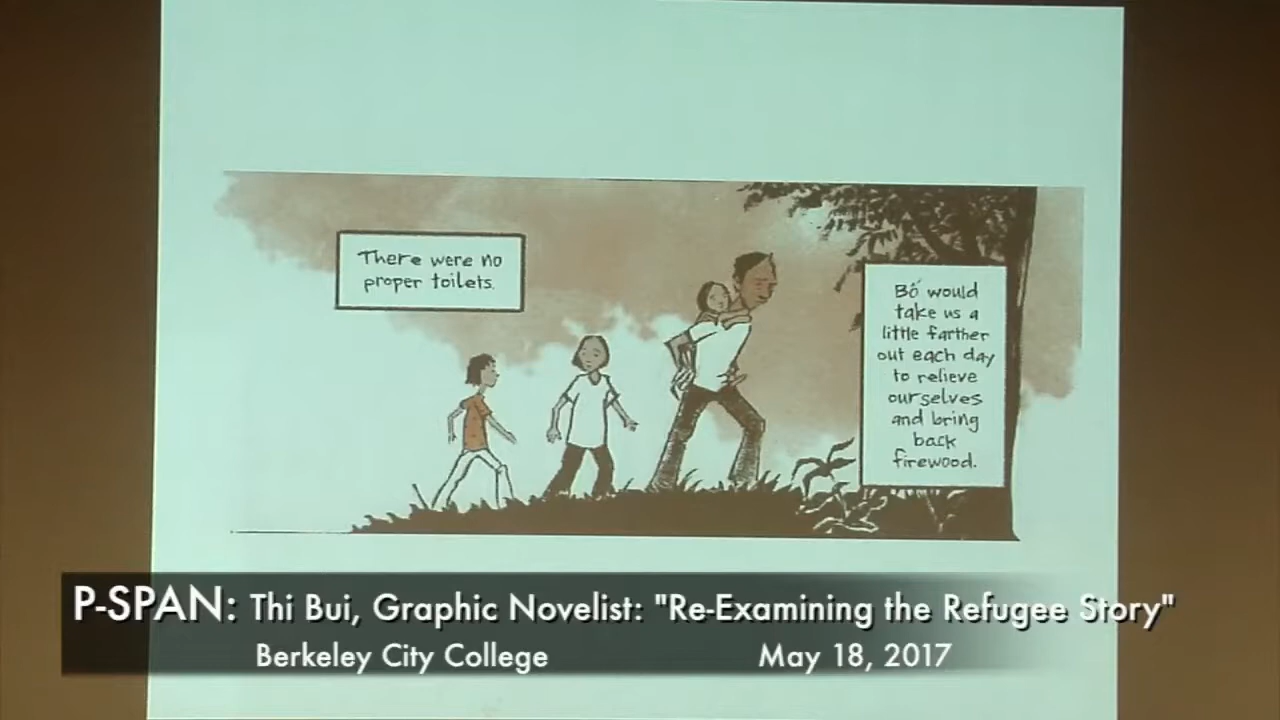 There were no
proper toilets.
Bố would
take us a
little farther
out each day
to relieve
ourselves
and bring
back
firewood.
P-SPAN: Thi Bui, Graphic Novelist: "Re-Examining the Refugee Story"
Berkeley City College May 18, 2017